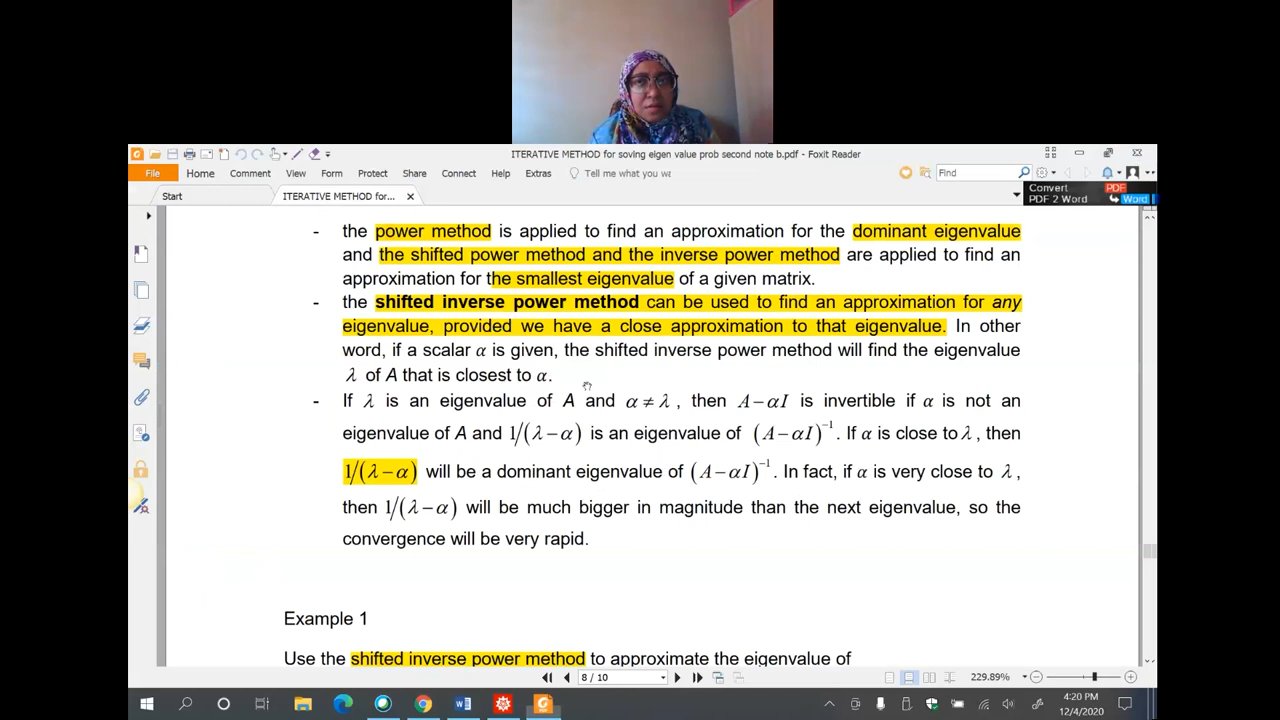 ITERATIVE METHOD for soving eigen value prob second note b.pdf - Foxit Reader
File Home Comment View Form Protect Share Connect Help Extras Tell me what you wa Find
Convert PDF
PDF 2 Word Word
Start ITERATIVE METHOD for...
- the power method is applied to find an approximation for the dominant eigenvalue
and the shifted power method and the inverse power method are applied to find an
approximation for the smallest eigenvalue of a given matrix.
- the shifted inverse power method can be used to find an approximation for any
eigenvalue, provided we have a close approximation to that eigenvalue. In other
word, if a scalar α is given, the shifted inverse power method will find the eigenvalue
λ of A that is closest to α.
- If λ is an eigenvalue of A and α ≠ λ , then A − αI is invertible if α is not an
eigenvalue of A and 1/(λ − α) is an eigenvalue of (A − αI)⁻¹. If α is close to λ, then
1/(λ − α) will be a dominant eigenvalue of (A − αI)⁻¹. In fact, if α is very close to λ ,
then 1/(λ − α) will be much bigger in magnitude than the next eigenvalue, so the
convergence will be very rapid.
Example 1
Use the shifted inverse power method to approximate the eigenvalue of
8 / 10 229.89%
4:20 PM
12/4/2020